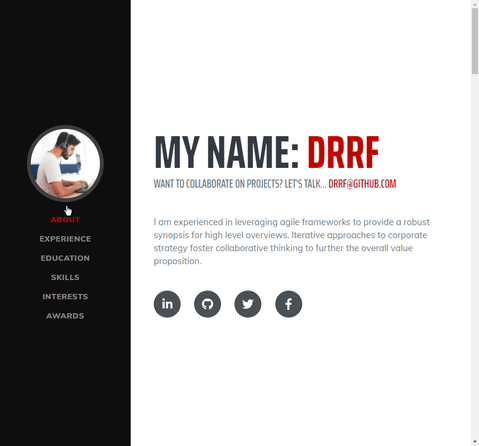 ABOUT
EXPERIENCE
EDUCATION
SKILLS
INTERESTS
AWARDS
MY NAME: DRRF
WANT TO COLLABORATE ON PROJECTS? LET'S TALK... DRRF@GITHUB.COM
I am experienced in leveraging agile frameworks to provide a robust
synopsis for high level overviews. Iterative approaches to corporate
strategy foster collaborative thinking to further the overall value
proposition.
in
f